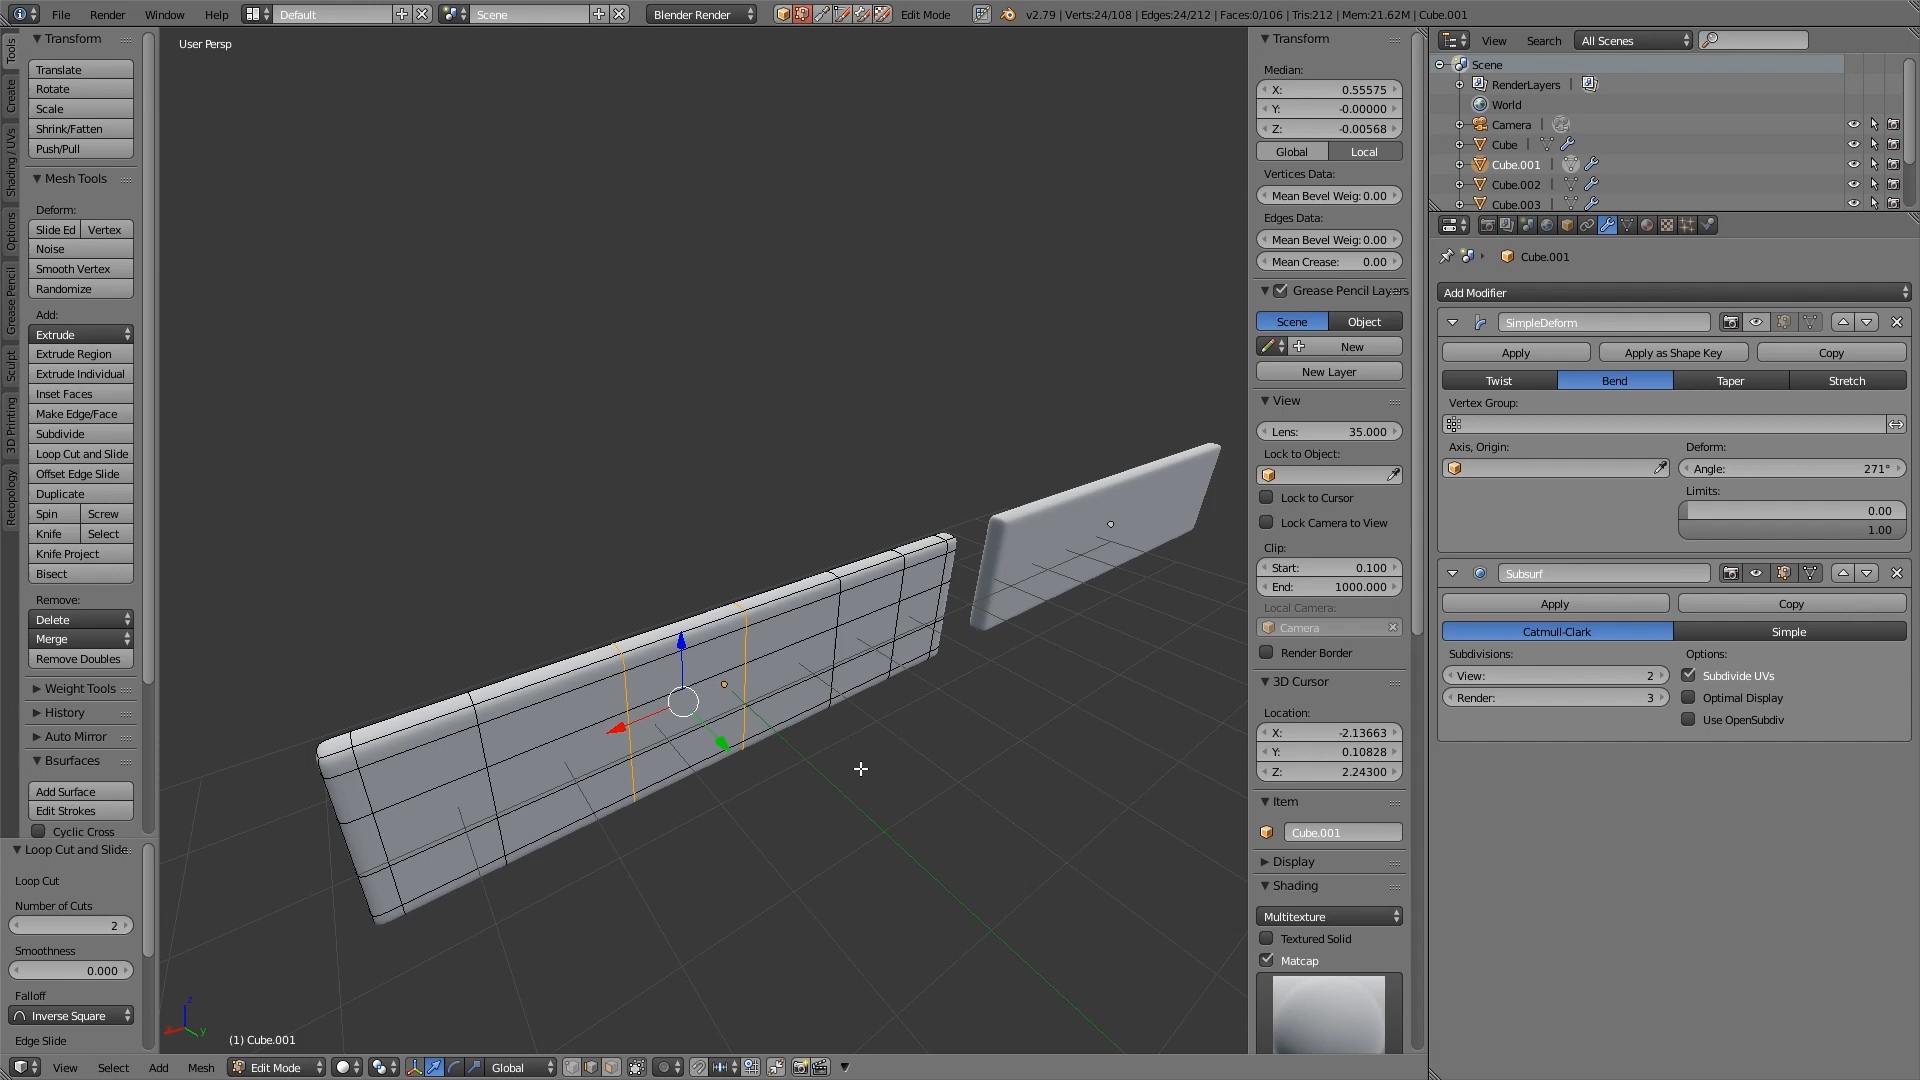 File Render Window Help Default Scene Blender Render Edit Mode v2.79 | Verts:24/108 | Edges:24/212 | Faces:0/106 | Tris:212 | Mem:21.62M | Cube.001
Tools
Create
Shading / UVs
Options
Grease Pencil
Sculpt
3D Printing
Retopology
Transform
Translate
Rotate
Scale
Shrink/Fatten
Push/Pull
Mesh Tools
Deform:
Slide Ed Vertex
Noise
Smooth Vertex
Randomize
Add:
Extrude
Extrude Region
Extrude Individual
Inset Faces
Make Edge/Face
Subdivide
Loop Cut and Slide
Offset Edge Slide
Duplicate
Spin Screw
Knife Select
Knife Project
Bisect
Remove:
Delete
Merge
Remove Doubles
Weight Tools
History
Auto Mirror
Bsurfaces
Add Surface
Edit Strokes
Cyclic Cross
Loop Cut and Slide
Loop Cut
Number of Cuts
2
Smoothness
0.000
Falloff
Inverse Square
Edge Slide
User Persp
z
x
y
(1) Cube.001
View Select Add Mesh Edit Mode Global
Transform
Median:
X: 0.55575
Y: -0.00000
Z: -0.00568
Global Local
Vertices Data:
Mean Bevel Weig: 0.00
Edges Data:
Mean Bevel Weig: 0.00
Mean Crease: 0.00
Grease Pencil Layers
Scene Object
New
New Layer
View
Lens: 35.000
Lock to Object:
Lock to Cursor
Lock Camera to View
Clip:
Start: 0.100
End: 1000.000
Local Camera:
Camera
Render Border
3D Cursor
Location:
X: -2.13663
Y: 0.10828
Z: 2.24300
Item
Cube.001
Display
Shading
Multitexture
Textured Solid
Matcap
View Search All Scenes
Scene
RenderLayers |
World
Camera |
Cube |
Cube.001 |
Cube.002 |
Cube.003 |
Cube.001
Add Modifier
SimpleDeform
Apply Apply as Shape Key Copy
Twist Bend Taper Stretch
Vertex Group:
Axis, Origin: Deform:
Angle: 271°
Limits:
0.00
1.00
Subsurf
Apply Copy
Catmull-Clark Simple
Subdivisions: Options:
View: 2 Subdivide UVs
Render: 3 Optimal Display
Use OpenSubdiv